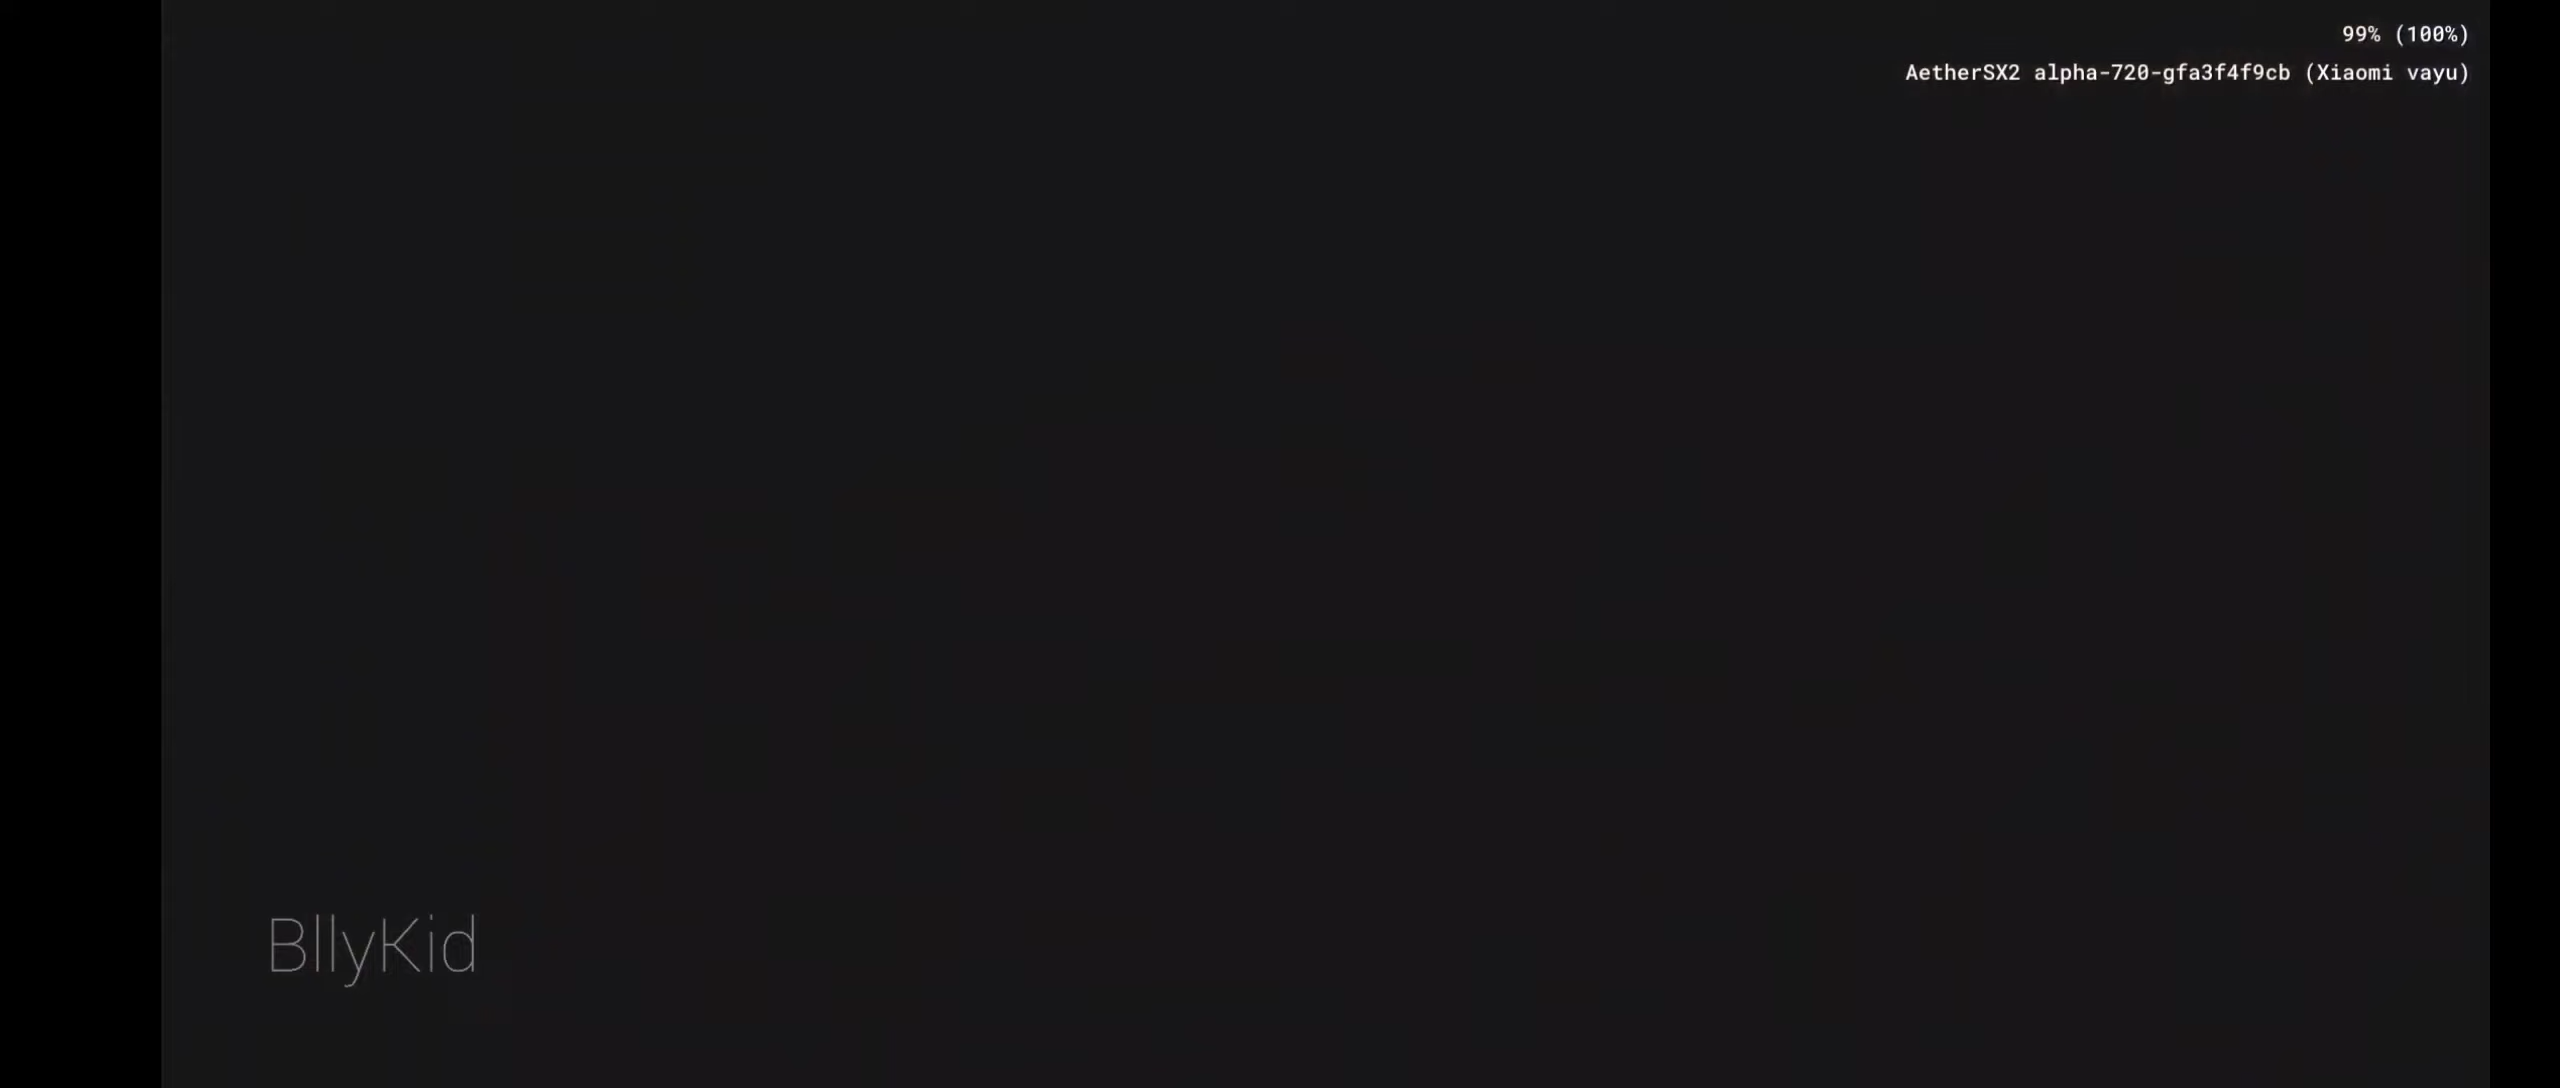 99% (100%)
AetherSX2 alpha-720-gfa3f4f9cb (Xiaomi vayu)
BllyKid